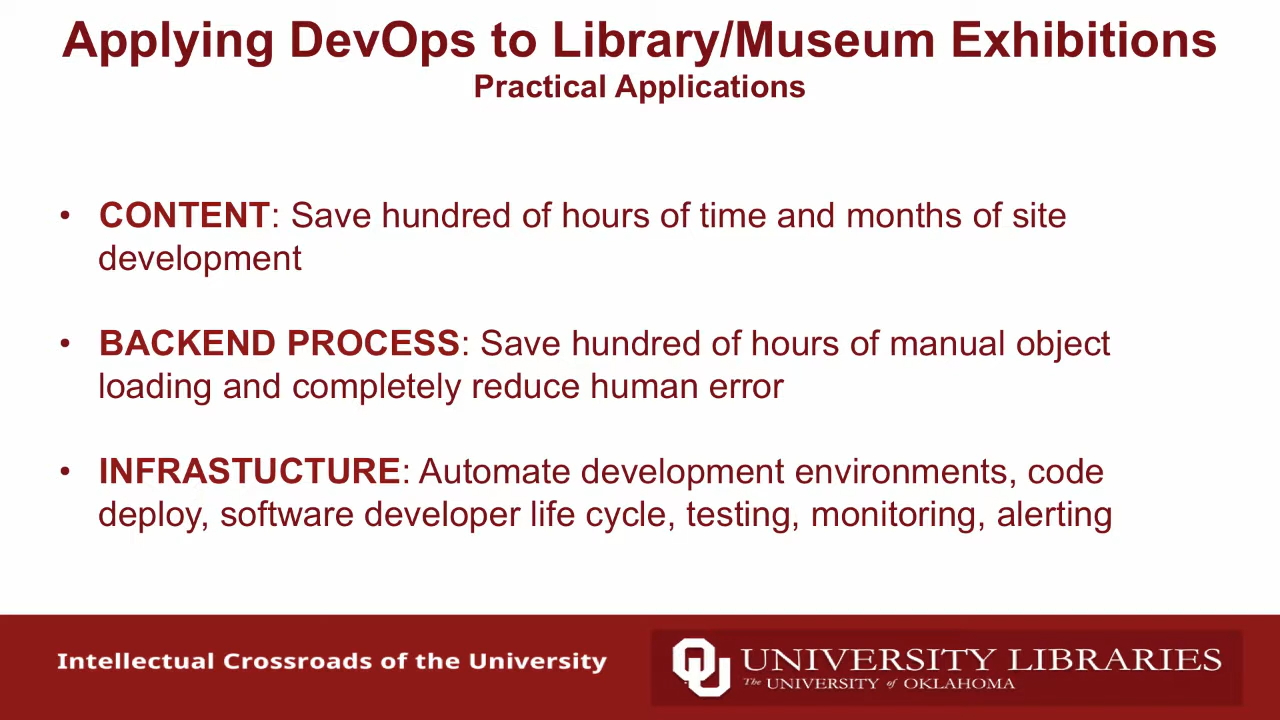 Applying DevOps to Library/Museum Exhibitions
Practical Applications
• CONTENT: Save hundred of hours of time and months of site
development
• BACKEND PROCESS: Save hundred of hours of manual object
loading and completely reduce human error
• INFRASTUCTURE: Automate development environments, code
deploy, software developer life cycle, testing, monitoring, alerting
Intellectual Crossroads of the University
OU UNIVERSITY LIBRARIES
The UNIVERSITY of OKLAHOMA